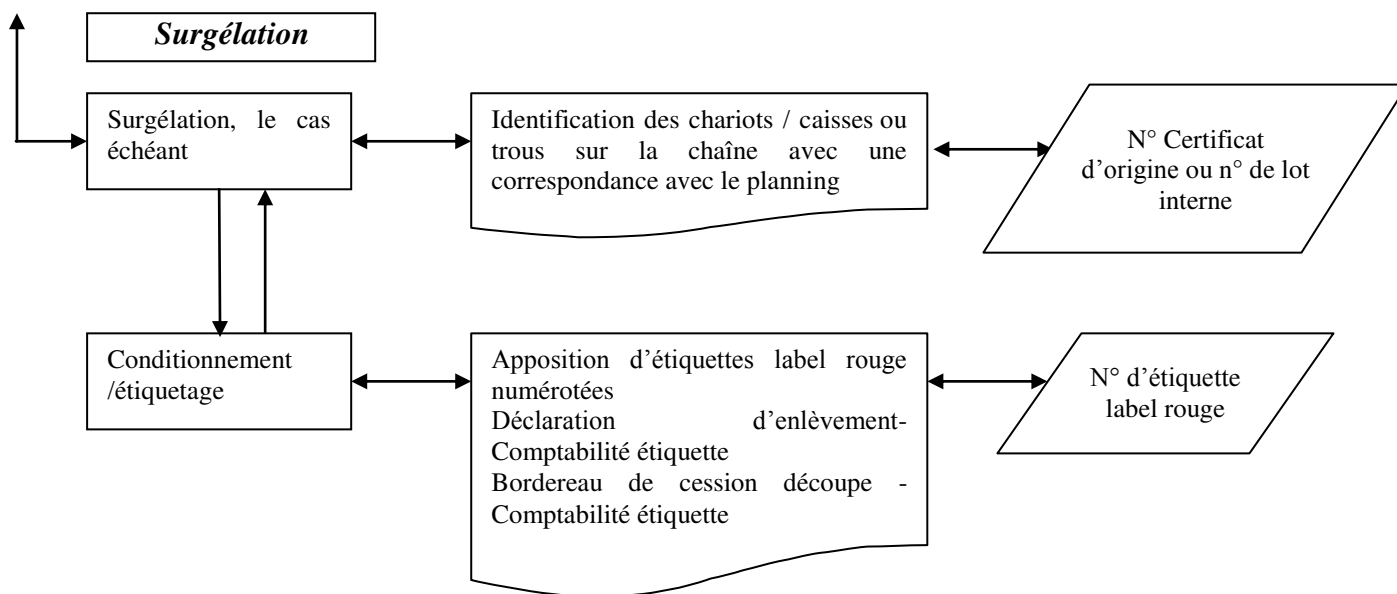 Surgélation
Surgélation, le cas
échéant
Identification des chariots / caisses ou
trous sur la chaîne avec une
correspondance avec le planning
N° Certificat
d'origine ou n° de lot
interne
Conditionnement
/étiquetage
Apposition d'étiquettes label rouge
numérotées
Déclaration d'enlèvement-
Comptabilité étiquette
Bordereau de cession découpe -
Comptabilité étiquette
N° d'étiquette
label rouge